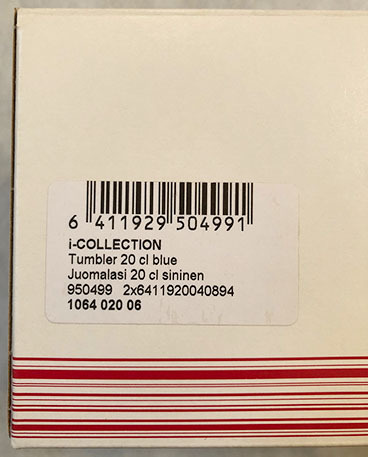 6 411929 504991
i-COLLECTION
Tumbler 20 cl blue
Juomalasi 20 cl sininen
950499 2x6411920040894
1064 020 06